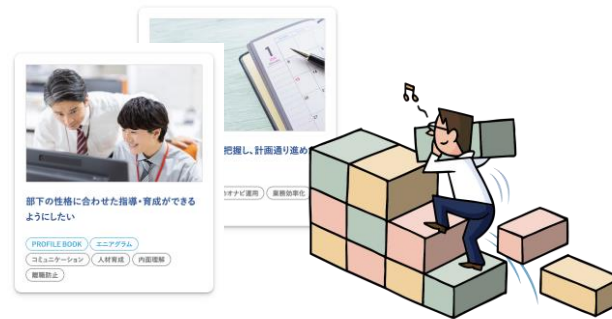 1
把握し、計画通り進め
オナビ運用
業務効率化
部下の性格に合わせた指導・育成ができる
ようにしたい
PROFILE BOOK
エニアグラム
コミュニケーション
人材育成
内面理解
離職防止